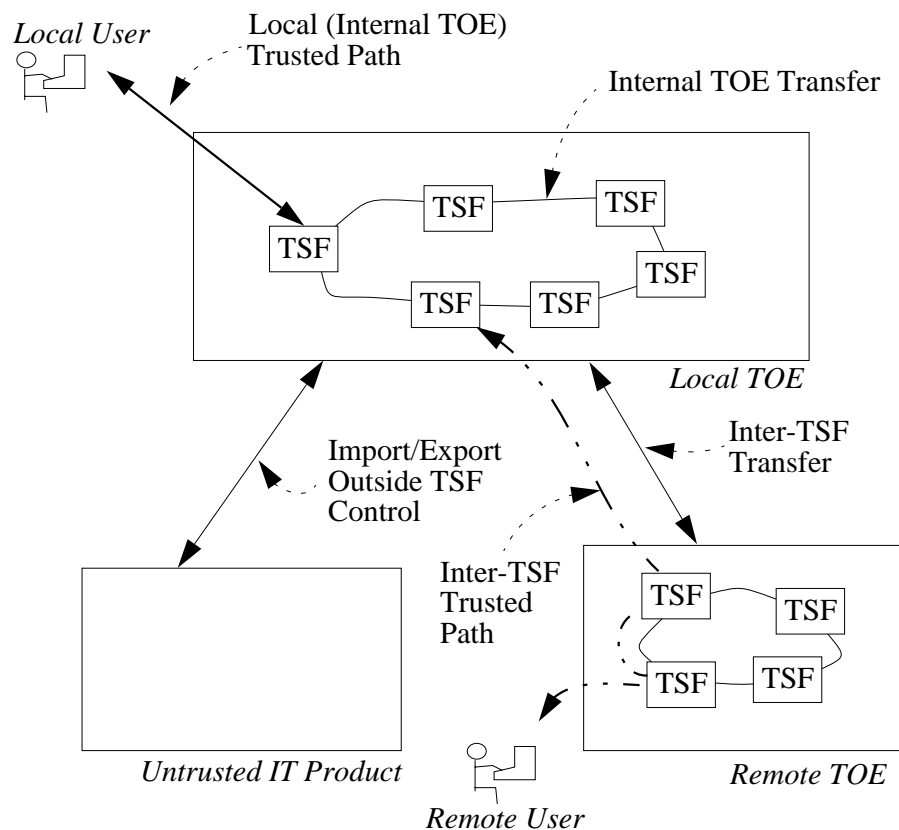 Local User
Local (Internal TOE)
Trusted Path
Internal TOE Transfer
TSF
TSF
TSF
TSF
TSF
TSF
Local TOE
Import/Export
Outside TSF
Control
Inter-TSF
Transfer
Inter-TSF
Trusted
Path
TSF
TSF
TSF
TSF
Untrusted IT Product
Remote TOE
Remote User